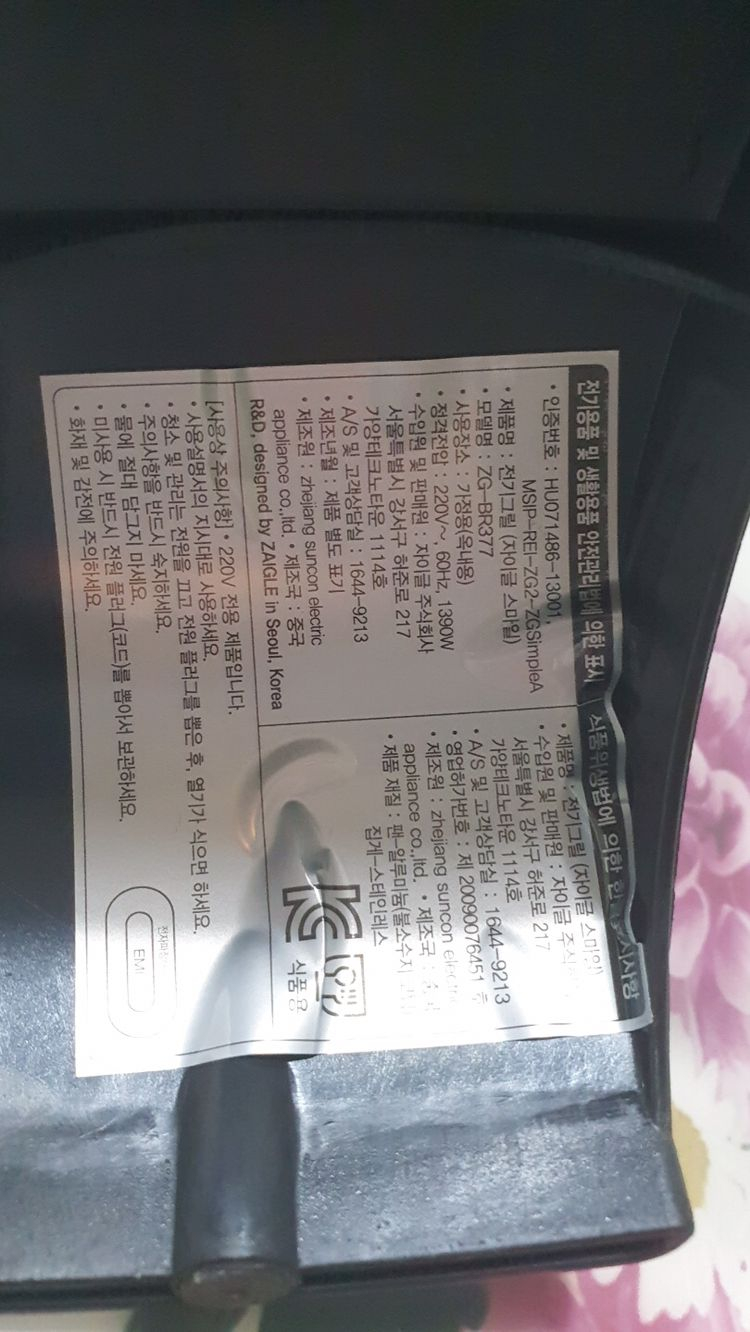 전기용품 및 생활용품 안전관리법에 의한 표시
• 인증번호 : HU071486-13001,
MSIP-REI-ZG2-ZGSimpleA
• 제품명 : 전기그릴 (자이글 스마일)
• 모델명 : ZG-BR377
• 사용장소 : 가정용(옥내용)
• 정격전압 : 220V~, 60Hz, 1390W
• 수입원 및 판매원 : 자이글 주식회사
서울특별시 강서구 허준로 217
가양테크노타운 1114호
• A/S 및 고객상담실 : 1644-9213
• 제조년월 : 제품 별도 표기
• 제조원 : zhejiang suncon electric
appliance co.,ltd. • 제조국 : 중국
R&D, designed by ZAIGLE in Seoul, Korea
식품위생법에 의한
• 제품명 : 전기그릴 (자이글 스마일)
• 수입원 및 판매원 : 자이글
서울특별시 강서구 허준로 217
가양테크노타운 1114호
• A/S 및 고객상담실 : 1644-9213
• 영업허가번호 : 제 20090076451
• 제조원 : zhejiang suncon electric
appliance co.,ltd. • 제조국 :
• 제품 재질 : 팬-알루미늄(불소수지
집게-스테인레스
식품용
[사용상 주의사항] • 220V 전용 제품입니다.
• 사용설명서의 지시대로 사용하세요.
• 청소 및 관리는 전원을 끄고 전원 플러그를 뽑은 후, 열기가 식으면 하세요.
• 주의사항을 반드시 숙지하세요.
• 물에 절대 담그지 마세요.
• 미사용 시 반드시 전원 플러그(코드)를 뽑아서 보관하세요.
• 화재 및 감전에 주의하세요.
EMI